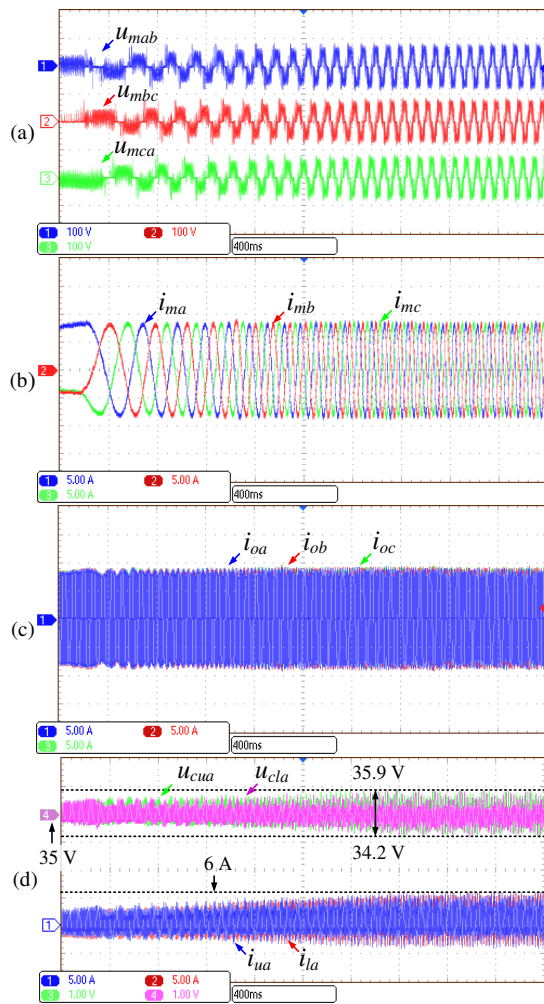 u_mab
1
u_mbc
(a)
2
u_mca
3
1 100 V 2 100 V
3 100 V 400ms
i_ma i_mb i_mc
(b)
2
1 5.00 A 2 5.00 A
3 5.00 A 400ms
i_oa i_ob i_oc
(c)
1
1 5.00 A 2 5.00 A
3 5.00 A 400ms
u_cua u_cla 35.9 V
4
35 V 34.2 V
(d)
6 A
1
i_ua i_la
1 5.00 A 2 5.00 A
3 1.00 V 4 1.00 V
400ms